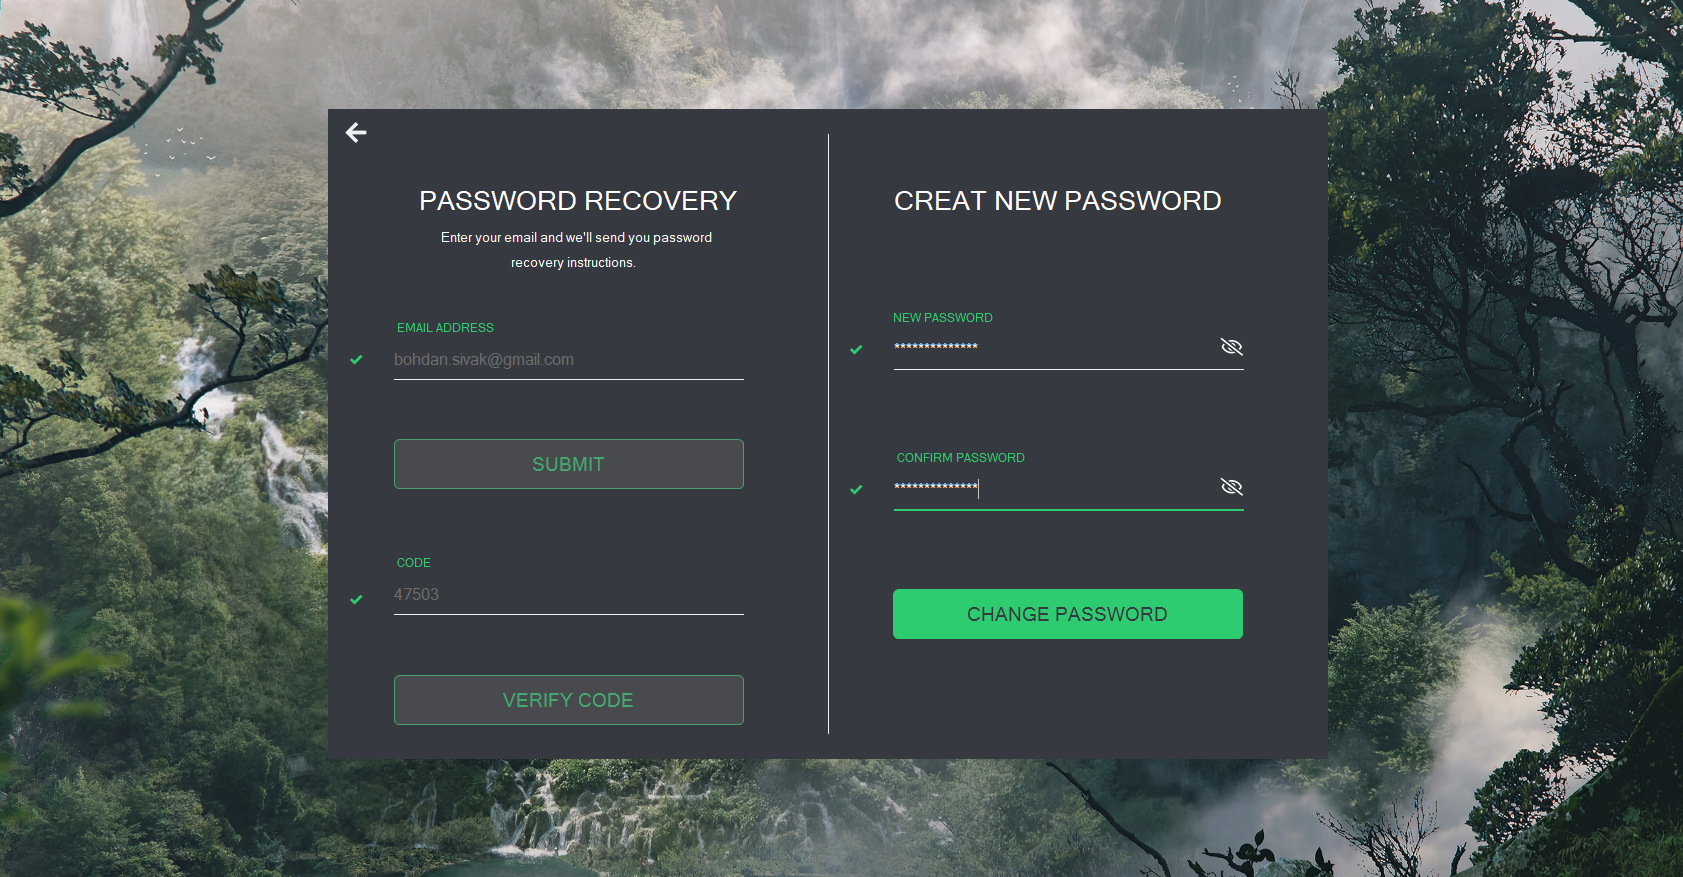 PASSWORD RECOVERY
Enter your email and we'll send you password
recovery instructions.
EMAIL ADDRESS
bohdan.sivak@gmail.com
SUBMIT
CODE
47503
VERIFY CODE
CREAT NEW PASSWORD
NEW PASSWORD
**************
CONFIRM PASSWORD
**************
CHANGE PASSWORD